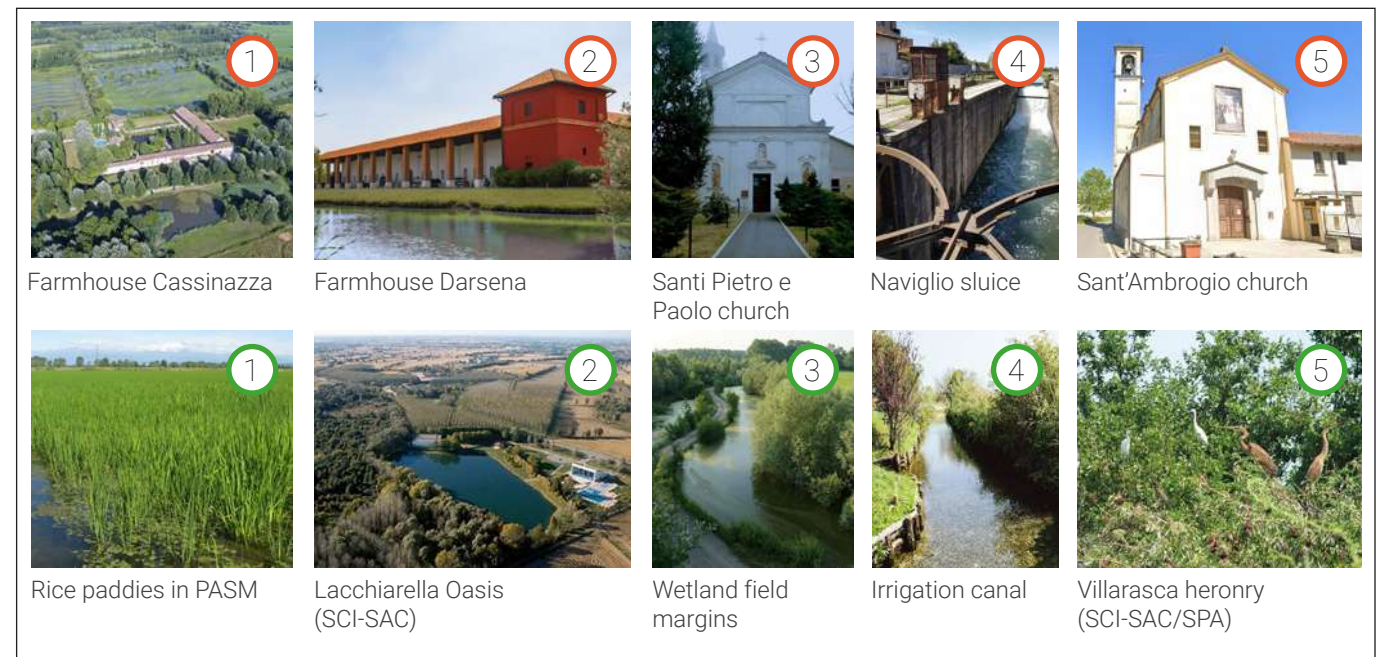 1
2
3
4
5
Farmhouse Cassinazza
Farmhouse Darsena
Santi Pietro e
Paolo church
Naviglio sluice
Sant'Ambrogio church
1
2
3
4
5
Rice paddies in PASM
Lacchiarella Oasis
(SCI-SAC)
Wetland field
margins
Irrigation canal
Villarasca heronry
(SCI-SAC/SPA)